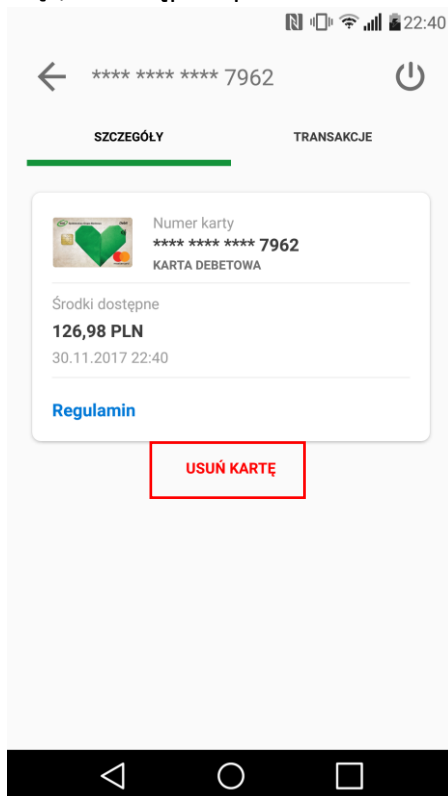 22:40
**** **** **** 7962
SZCZEGÓŁY TRANSAKCJE
Numer karty
**** **** **** 7962
KARTA DEBETOWA
Środki dostępne
126,98 PLN
30.11.2017 22:40
Regulamin
USUŃ KARTĘ